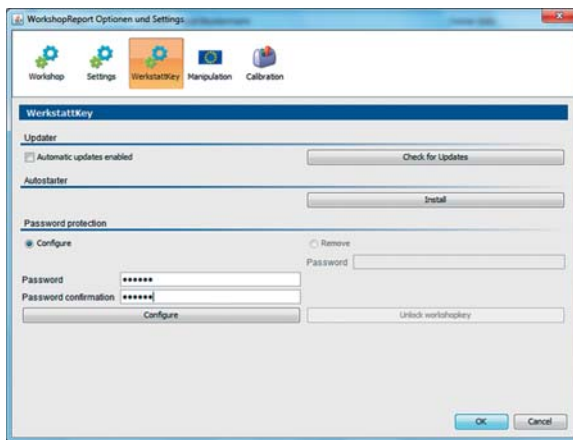 WorkshopReport Optionen und Settings
Workshop Settings WerkstattKey Manipulation Calibration
WerkstattKey
Updater
Automatic updates enabled Check for Updates
Autostarter
Install
Password protection
Configure Remove
Password
Password ••••••
Password confirmation ••••••
Configure Unlock workshopkey
OK Cancel